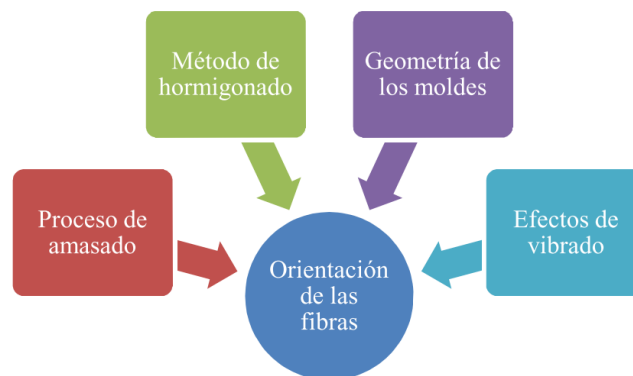 Método de
hormigonado
Geometría de
los moldes
Proceso de
amasado
Efectos de
vibrado
Orientación
de las
fibras